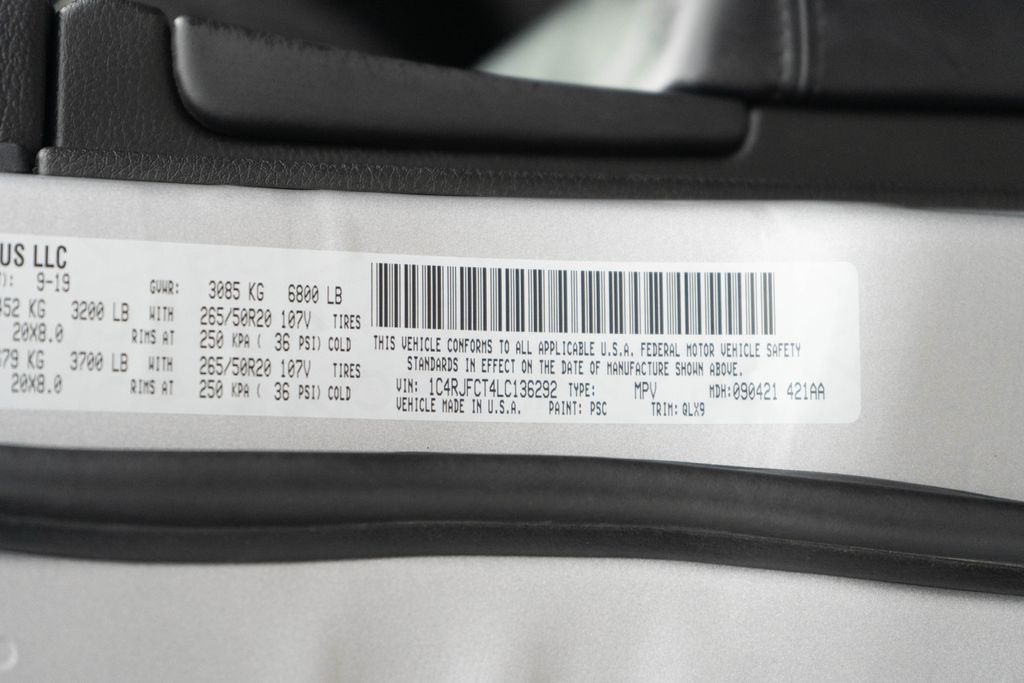 US LLC
): 9-19 GVWR: 3085 KG 6800 LB
452 KG 3200 LB WITH 265/50R20 107V TIRES
20X8.0 RIMS AT 250 KPA ( 36 PSI) COLD
679 KG 3700 LB WITH 265/50R20 107V TIRES
20X8.0 RIMS AT 250 KPA ( 36 PSI) COLD
THIS VEHICLE CONFORMS TO ALL APPLICABLE U.S.A. FEDERAL MOTOR VEHICLE SAFETY
STANDARDS IN EFFECT ON THE DATE OF MANUFACTURE SHOWN ABOVE.
VIN: 1C4RJFCT4LC136292 TYPE: MPV MDH:090421 421AA
VEHICLE MADE IN U.S.A. PAINT: PSC TRIM: QLX9